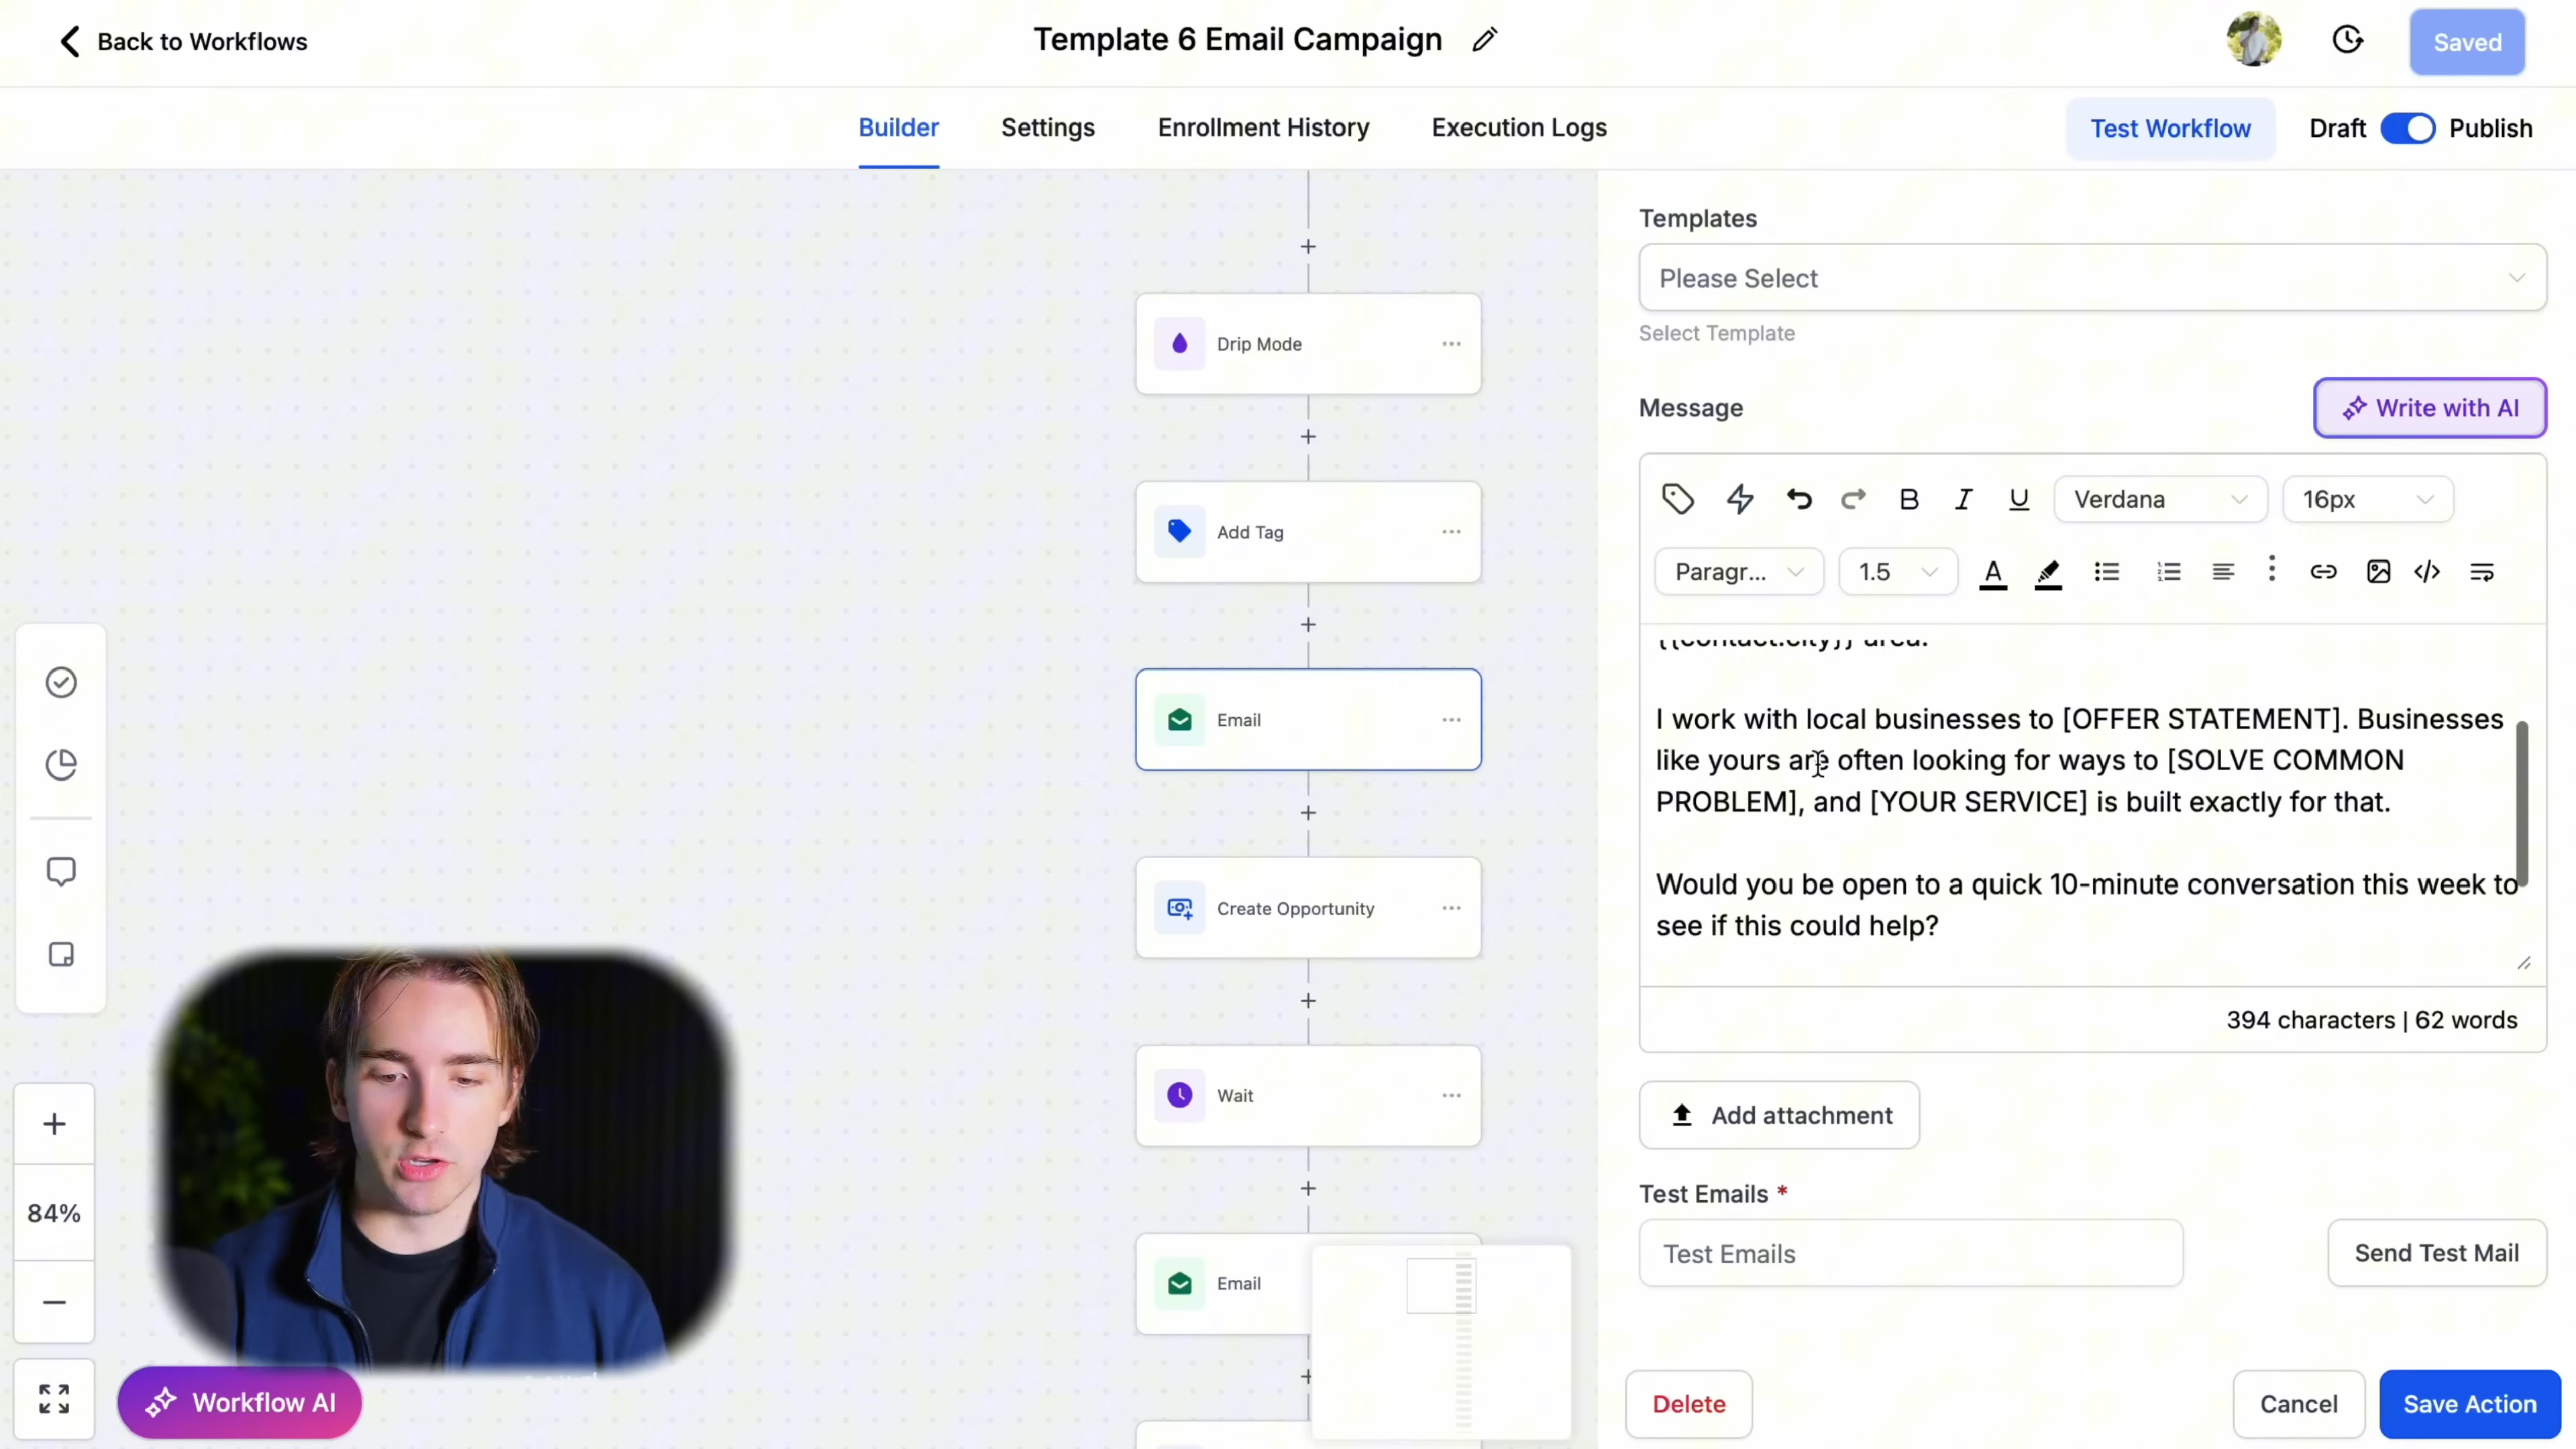 Back to Workflows
Template 6 Email Campaign
Saved
Builder
Settings
Enrollment History
Execution Logs
Test Workflow
Draft
Publish
Drip Mode
Add Tag
Email
Create Opportunity
Wait
Email
84%
Workflow AI
Templates
Please Select
Select Template
Message
Write with AI
B I U
Verdana
16px
Paragr...
1.5
A
{{contact.city}} area.
I work with local businesses to [OFFER STATEMENT]. Businesses
like yours are often looking for ways to [SOLVE COMMON
PROBLEM], and [YOUR SERVICE] is built exactly for that.
Would you be open to a quick 10-minute conversation this week to
see if this could help?
394 characters | 62 words
Add attachment
Test Emails *
Test Emails
Send Test Mail
Delete
Cancel
Save Action